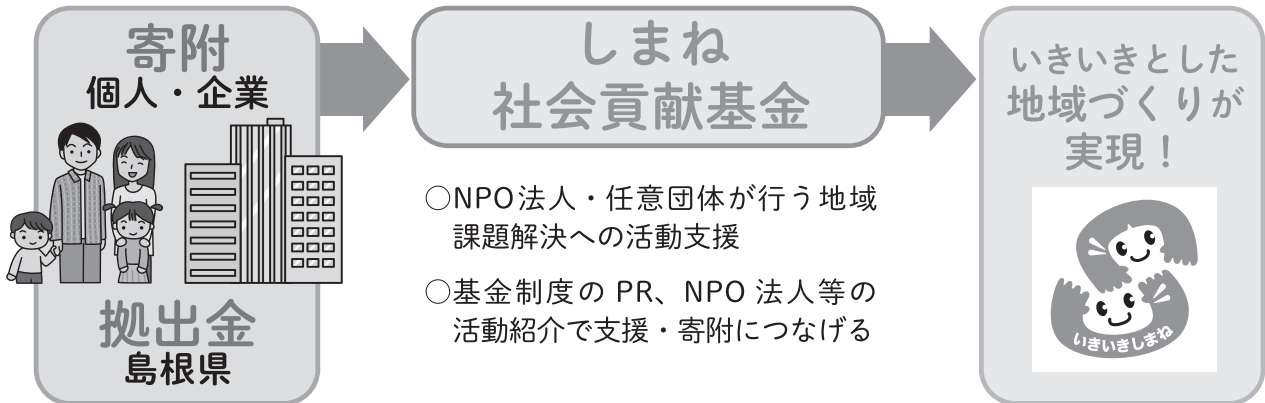 寄附
個人・企業
拠出金
島根県
しまね
社会貢献基金
○NPO法人・任意団体が行う地域
課題解決への活動支援
○基金制度の PR、NPO 法人等の
活動紹介で支援・寄附につなげる
いきいきとした
地域づくりが
実現！
いきいきしまね